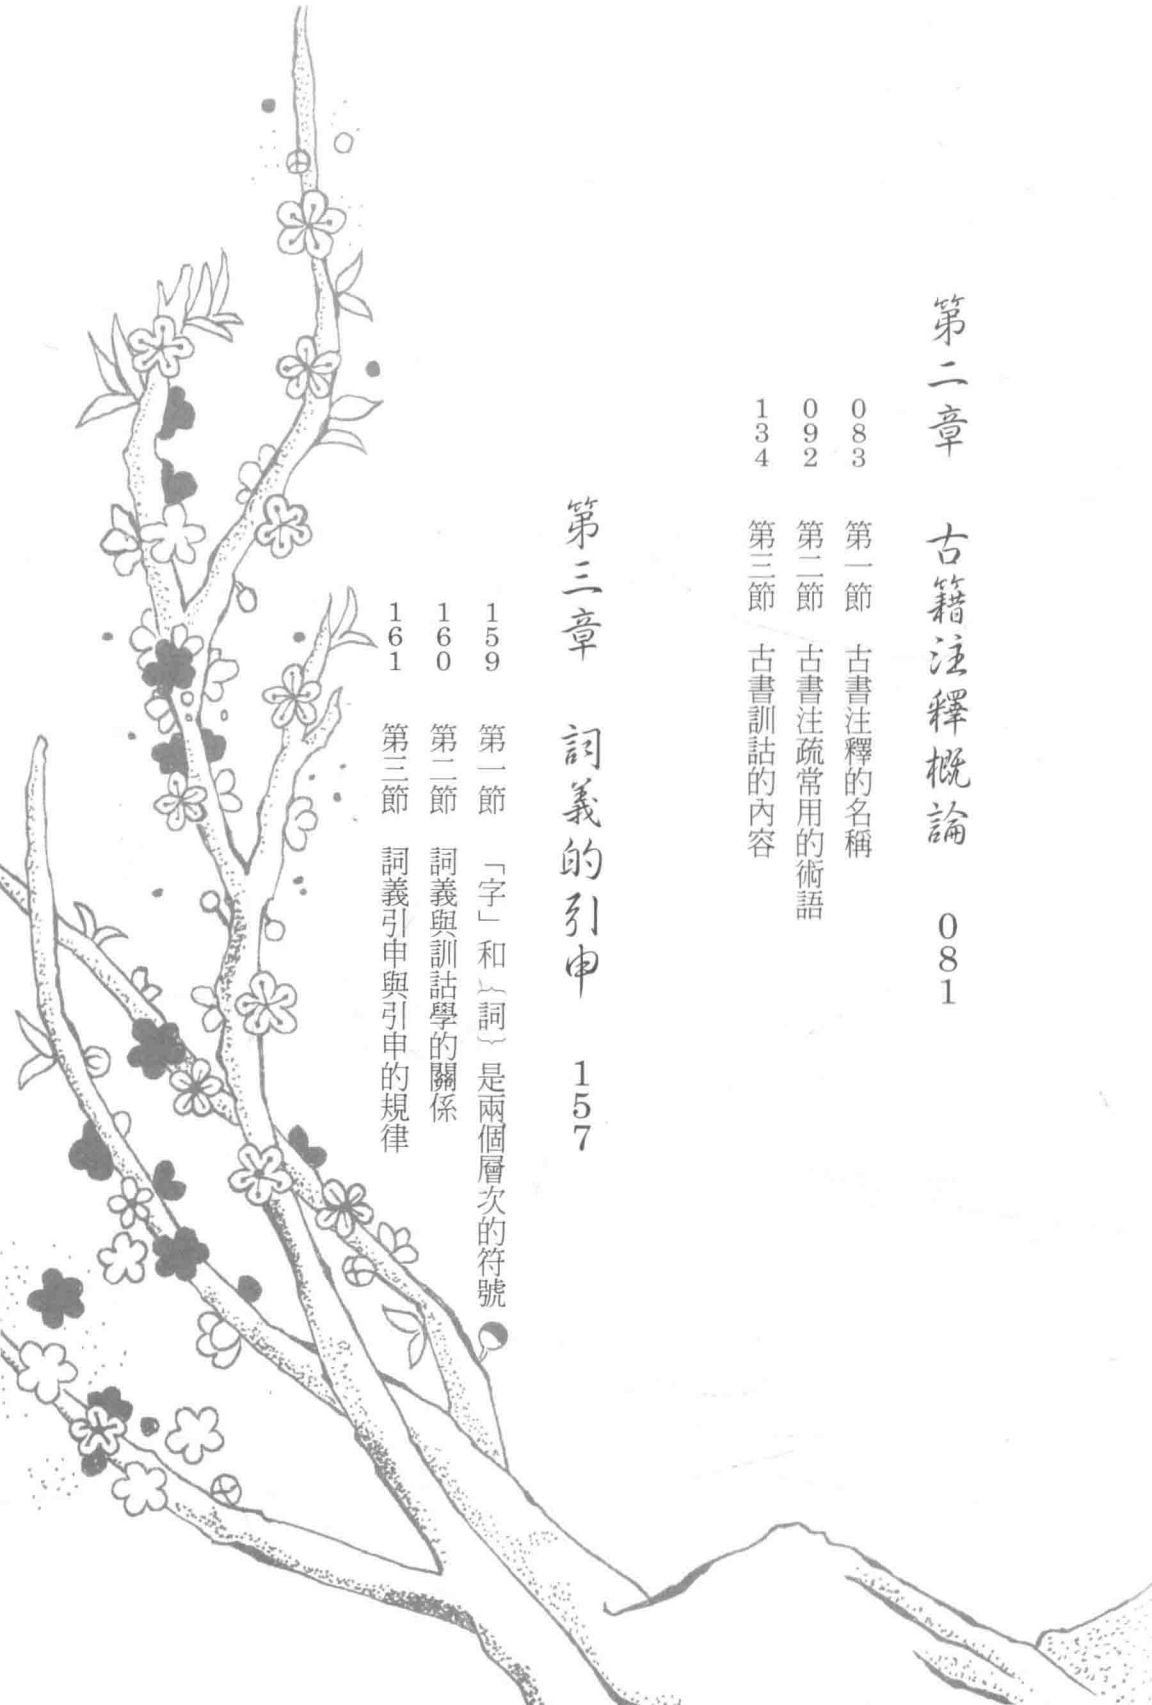 第二章　古籍注釋概論　081
083　第一節　古書注釋的名稱
092　第二節　古書注疏常用的術語
134　第三節　古書訓詁的內容
第三章　詞義的引申　157
159　第一節　「字」和﹛詞﹜是兩個層次的符號
160　第二節　詞義與訓詁學的關係
161　第三節　詞義引申與引申的規律